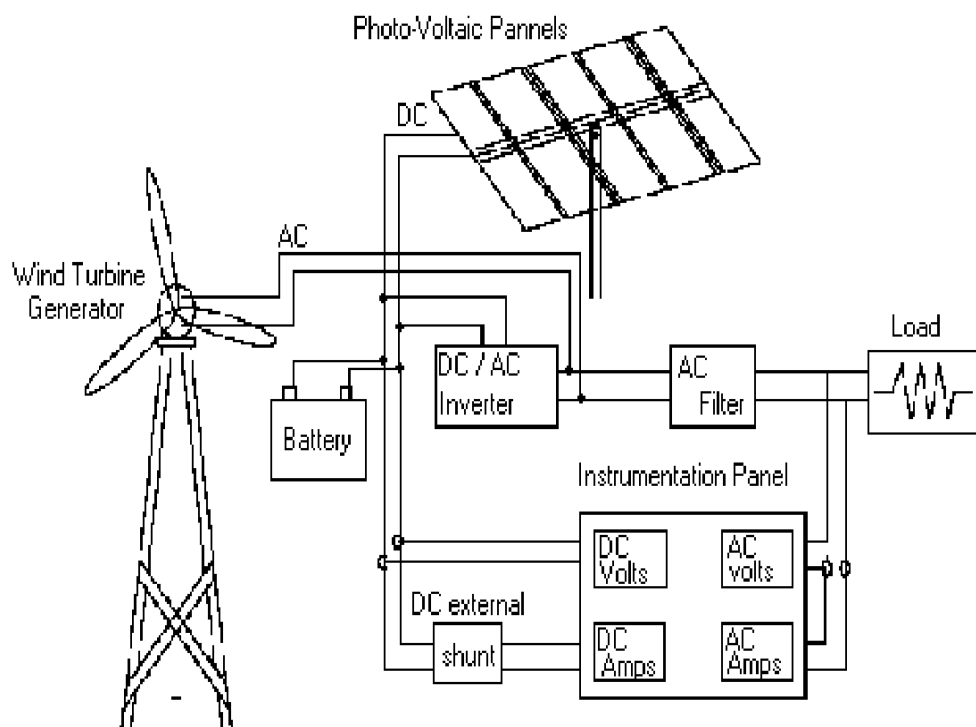 Photo-Voltaic Pannels
DC
AC
Wind Turbine
Generator
Load
DC / AC
Inverter
AC
Filter
Battery
Instrumentation Panel
DC
Volts
AC
volts
DC external
shunt
DC
Amps
AC
Amps